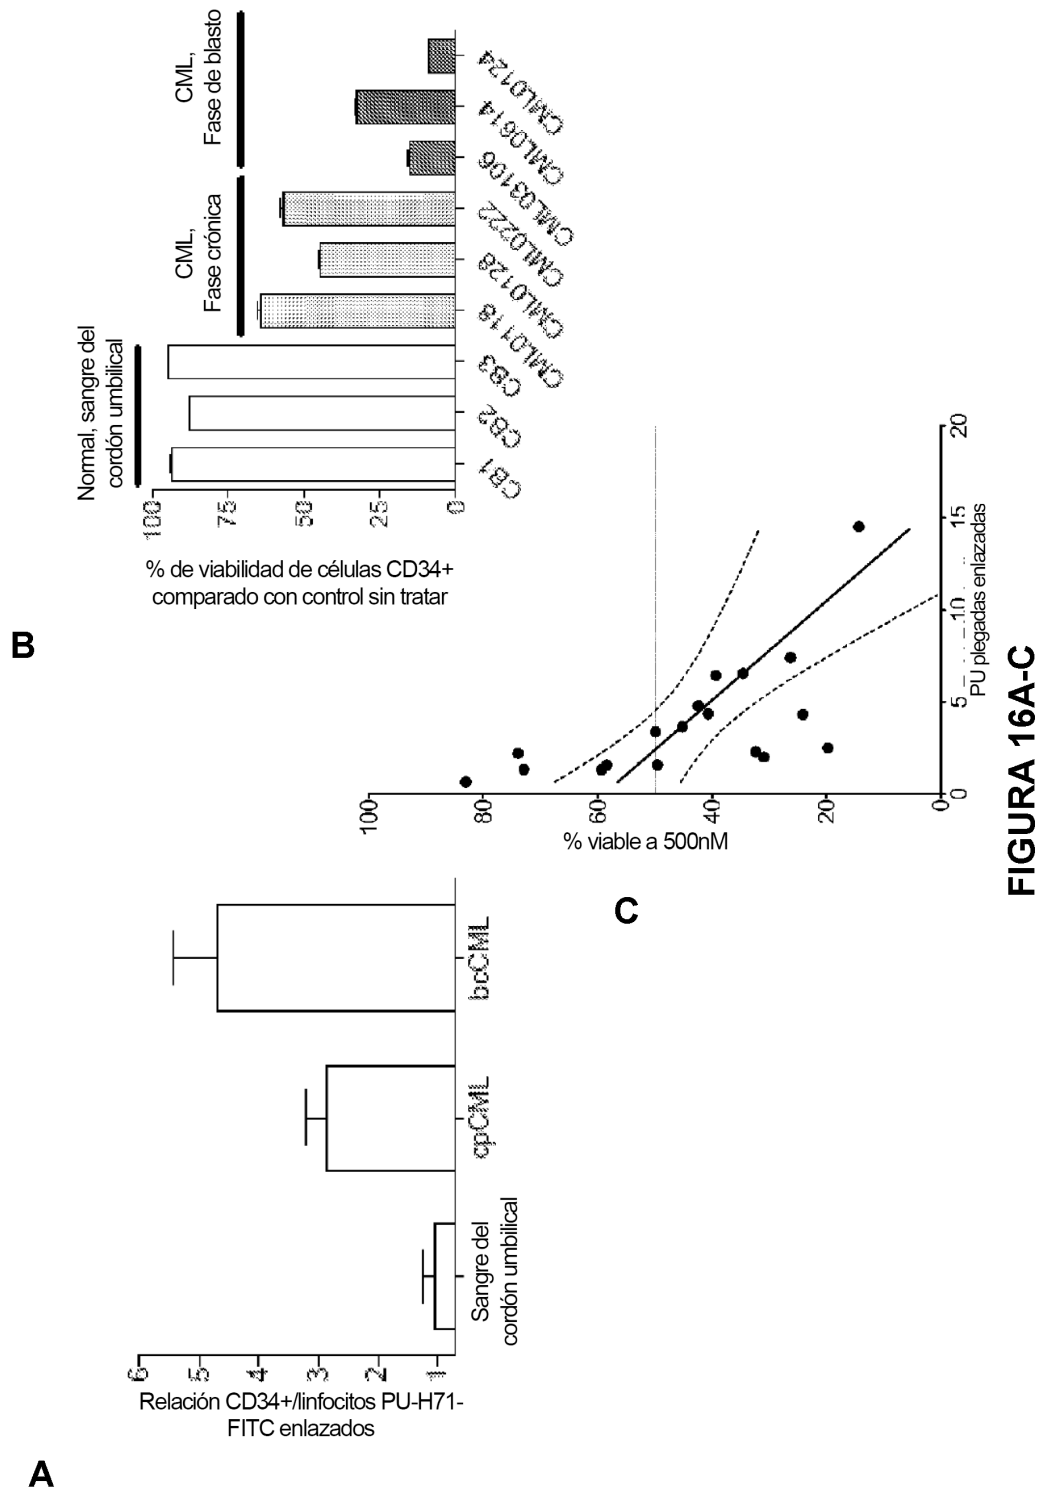 A
Relación CD34+/linfocitos PU-H71-
FITC enlazados
6
5
4
3
2
1
Sangre del
cordón umbilical
cpCML
bcCML
B
% de viabilidad de células CD34+
comparado con control sin tratar
100
75
50
25
0
Normal, sangre del
cordón umbilical
CML,
Fase crónica
CML,
Fase de blasto
CB1
CB2
CB3
CML0118
CML0128
CML0222
CML03106
CML0614
CML0124
C
% viable a 500nM
100
80
60
40
20
0
0
5
10
15
20
PU plegadas enlazadas
FIGURA 16A-C